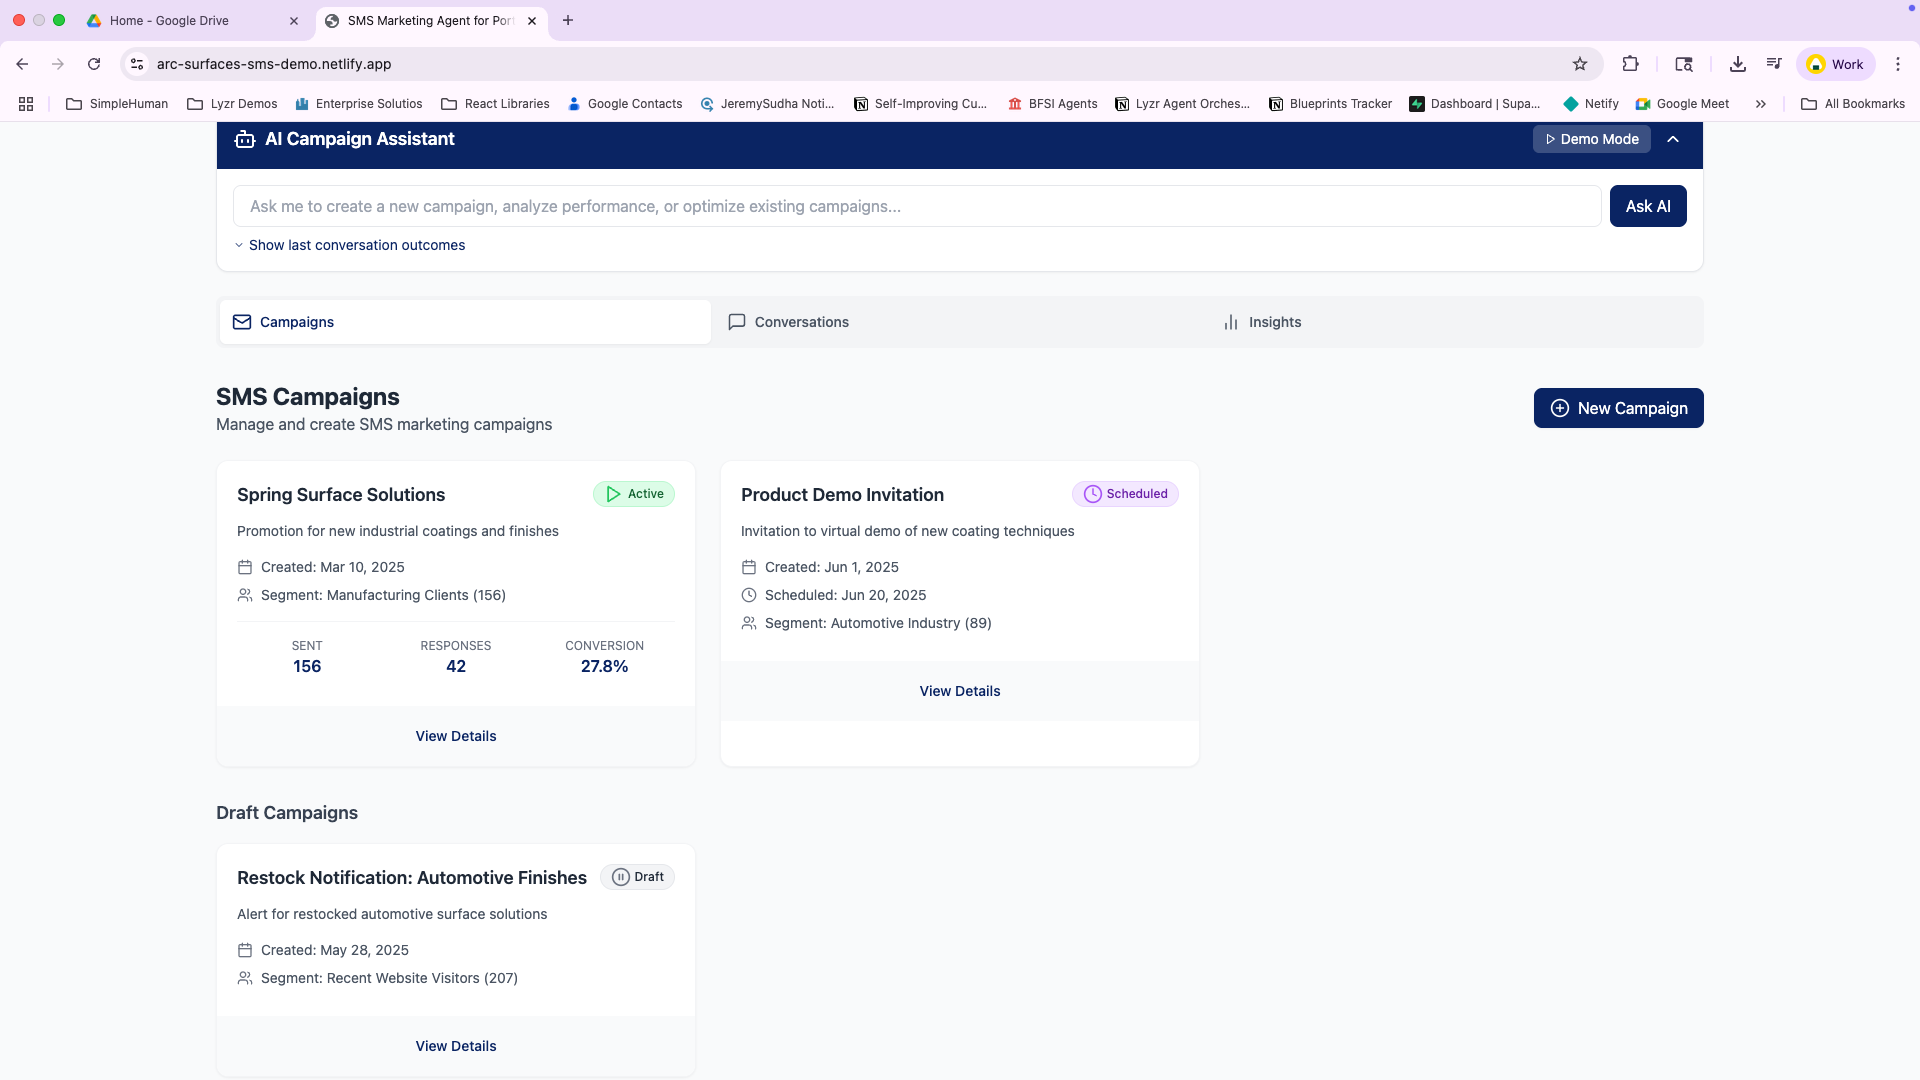 Home - Google Drive
SMS Marketing Agent for Por
arc-surfaces-sms-demo.netlify.app
Work
SimpleHuman
Lyzr Demos
Enterprise Solutios
React Libraries
Google Contacts
JeremySudha Noti...
Self-Improving Cu...
BFSI Agents
Lyzr Agent Orches...
Blueprints Tracker
Dashboard | Supa...
Netify
Google Meet
All Bookmarks
AI Campaign Assistant
Demo Mode
Ask me to create a new campaign, analyze performance, or optimize existing campaigns...
Ask AI
Show last conversation outcomes
Campaigns
Conversations
Insights
SMS Campaigns
Manage and create SMS marketing campaigns
New Campaign
Spring Surface Solutions
Active
Promotion for new industrial coatings and finishes
Created: Mar 10, 2025
Segment: Manufacturing Clients (156)
SENT
RESPONSES
CONVERSION
156
42
27.8%
View Details
Product Demo Invitation
Scheduled
Invitation to virtual demo of new coating techniques
Created: Jun 1, 2025
Scheduled: Jun 20, 2025
Segment: Automotive Industry (89)
View Details
Draft Campaigns
Restock Notification: Automotive Finishes
Draft
Alert for restocked automotive surface solutions
Created: May 28, 2025
Segment: Recent Website Visitors (207)
View Details